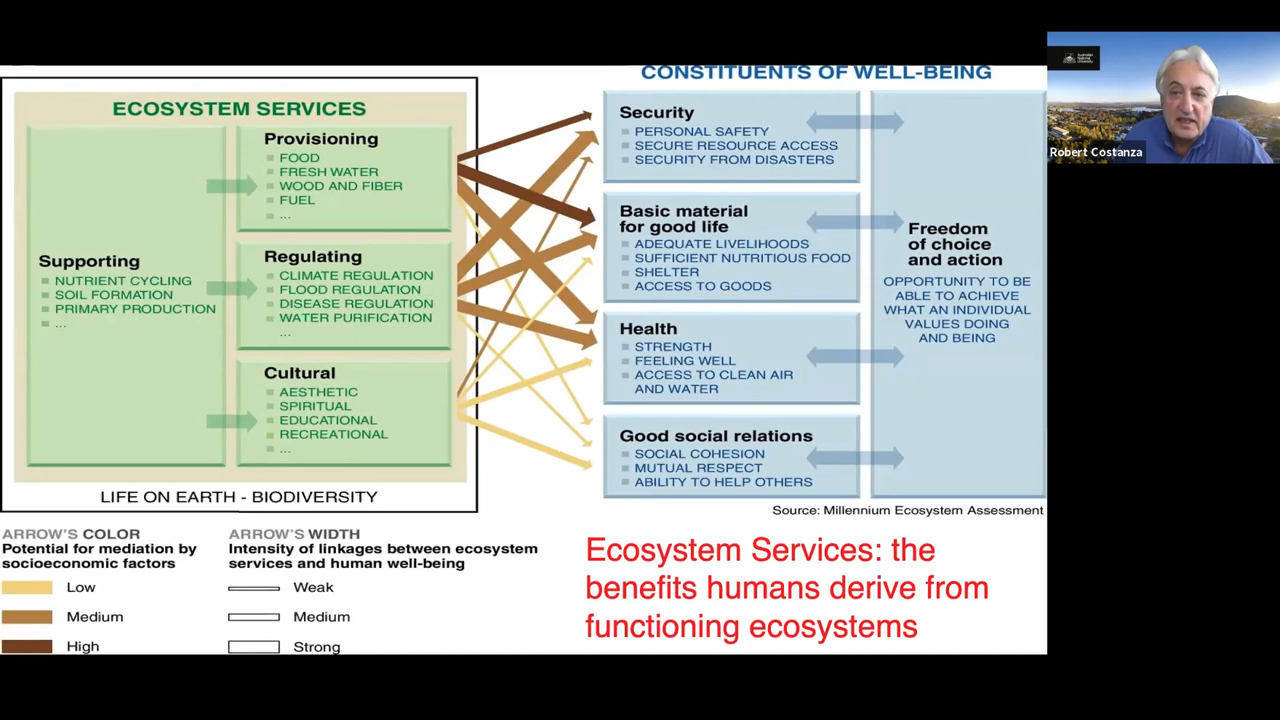 CONSTITUENTS OF WELL-BEING
ECOSYSTEM SERVICES
Supporting
NUTRIENT CYCLING
SOIL FORMATION
PRIMARY PRODUCTION
...
Provisioning
FOOD
FRESH WATER
WOOD AND FIBER
FUEL
...
Regulating
CLIMATE REGULATION
FLOOD REGULATION
DISEASE REGULATION
WATER PURIFICATION
...
Cultural
AESTHETIC
SPIRITUAL
EDUCATIONAL
RECREATIONAL
...
LIFE ON EARTH - BIODIVERSITY
Security
PERSONAL SAFETY
SECURE RESOURCE ACCESS
SECURITY FROM DISASTERS
Basic material
for good life
ADEQUATE LIVELIHOODS
SUFFICIENT NUTRITIOUS FOOD
SHELTER
ACCESS TO GOODS
Health
STRENGTH
FEELING WELL
ACCESS TO CLEAN AIR
AND WATER
Good social relations
SOCIAL COHESION
MUTUAL RESPECT
ABILITY TO HELP OTHERS
Freedom
of choice
and action
OPPORTUNITY TO BE
ABLE TO ACHIEVE
WHAT AN INDIVIDUAL
VALUES DOING
AND BEING
Source: Millennium Ecosystem Assessment
ARROW'S COLOR
Potential for mediation by
socioeconomic factors
Low
Medium
High
ARROW'S WIDTH
Intensity of linkages between ecosystem
services and human well-being
Weak
Medium
Strong
Ecosystem Services: the
benefits humans derive from
functioning ecosystems
Australian
National
University
Robert Costanza